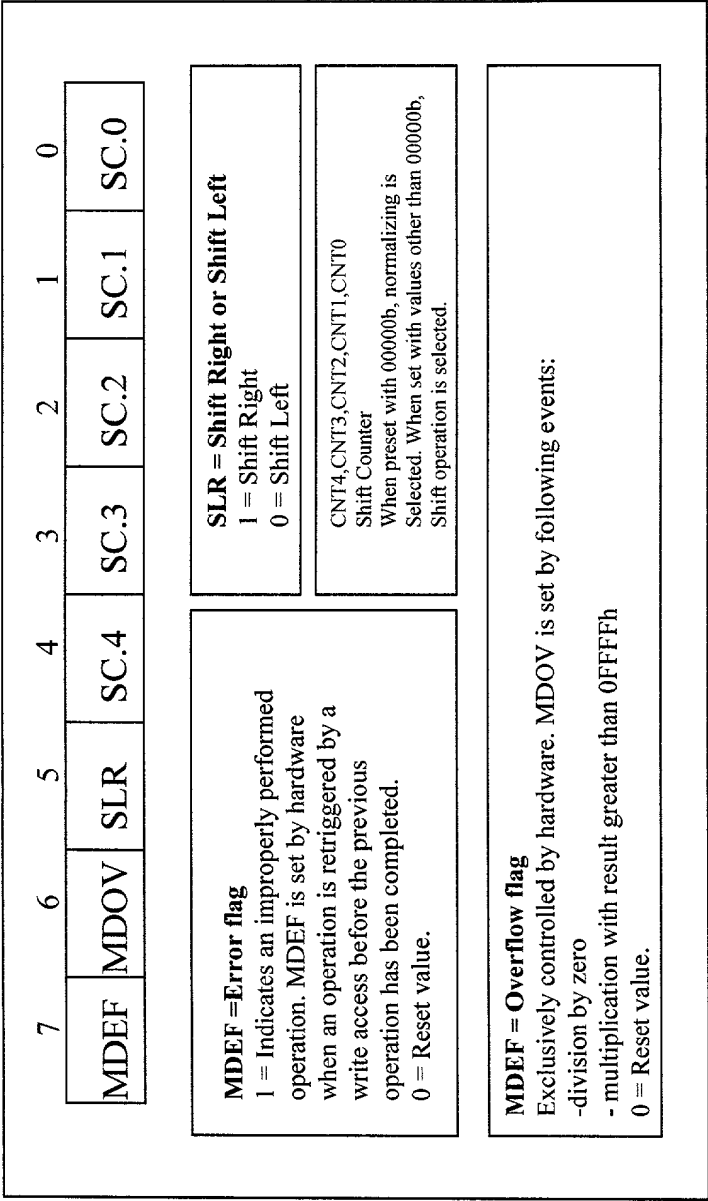 7 6 5 4 3 2 1 0
MDEF MDOV SLR SC.4 SC.3 SC.2 SC.1 SC.0
MDEF =Error flag
1 = Indicates an improperly performed
operation. MDEF is set by hardware
when an operation is retriggered by a
write access before the previous
operation has been completed.
0 = Reset value.
SLR = Shift Right or Shift Left
1 = Shift Right
0 = Shift Left
CNT4,CNT3,CNT2,CNT1,CNT0
Shift Counter
When preset with 00000b, normalizing is
Selected. When set with values other than 00000b,
Shift operation is selected.
MDEF = Overflow flag
Exclusively controlled by hardware. MDOV is set by following events:
-division by zero
- multiplication with result greater than 0FFFFh
0 = Reset value.